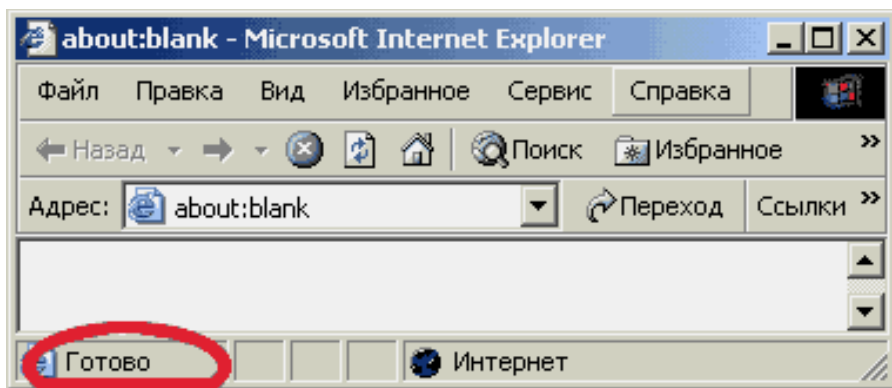 about:blank - Microsoft Internet Explorer
Файл Правка Вид Избранное Сервис Справка
Назад Поиск Избранное »
Адрес: about:blank Переход Ссылки »
Готово Интернет